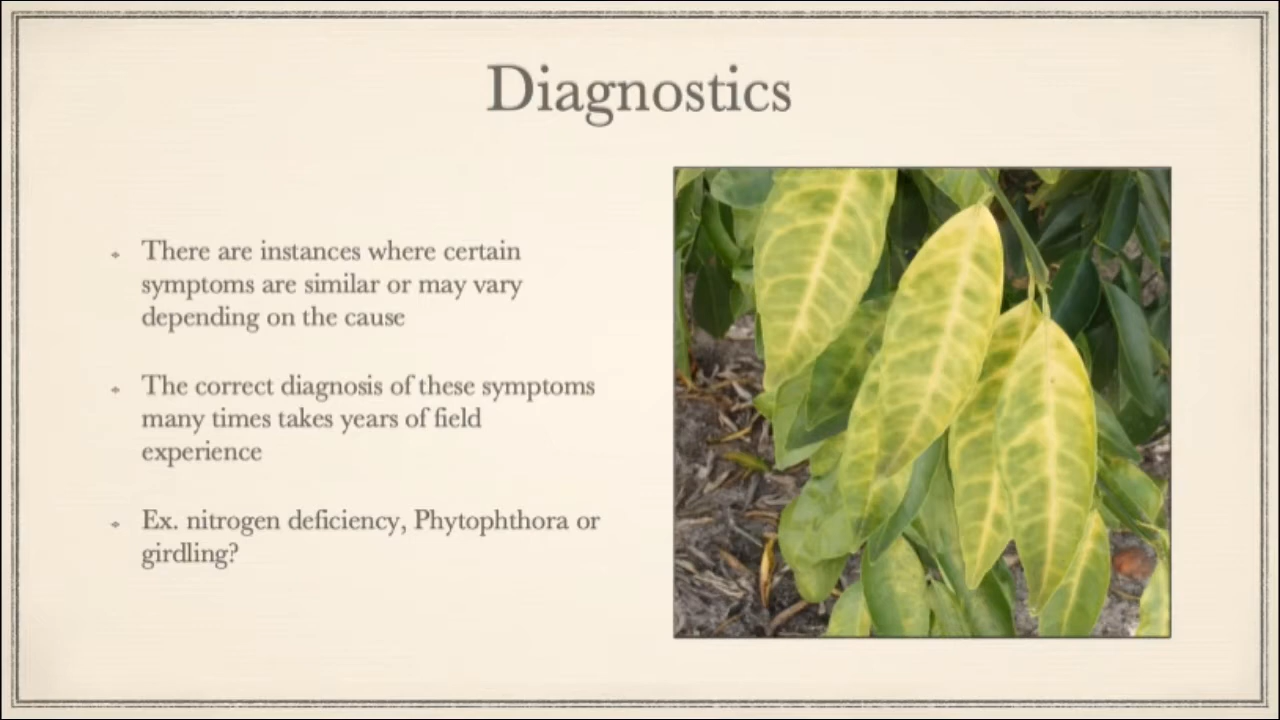 Diagnostics
There are instances where certain
symptoms are similar or may vary
depending on the cause
The correct diagnosis of these symptoms
many times takes years of field
experience
Ex. nitrogen deficiency, Phytophthora or
girdling?